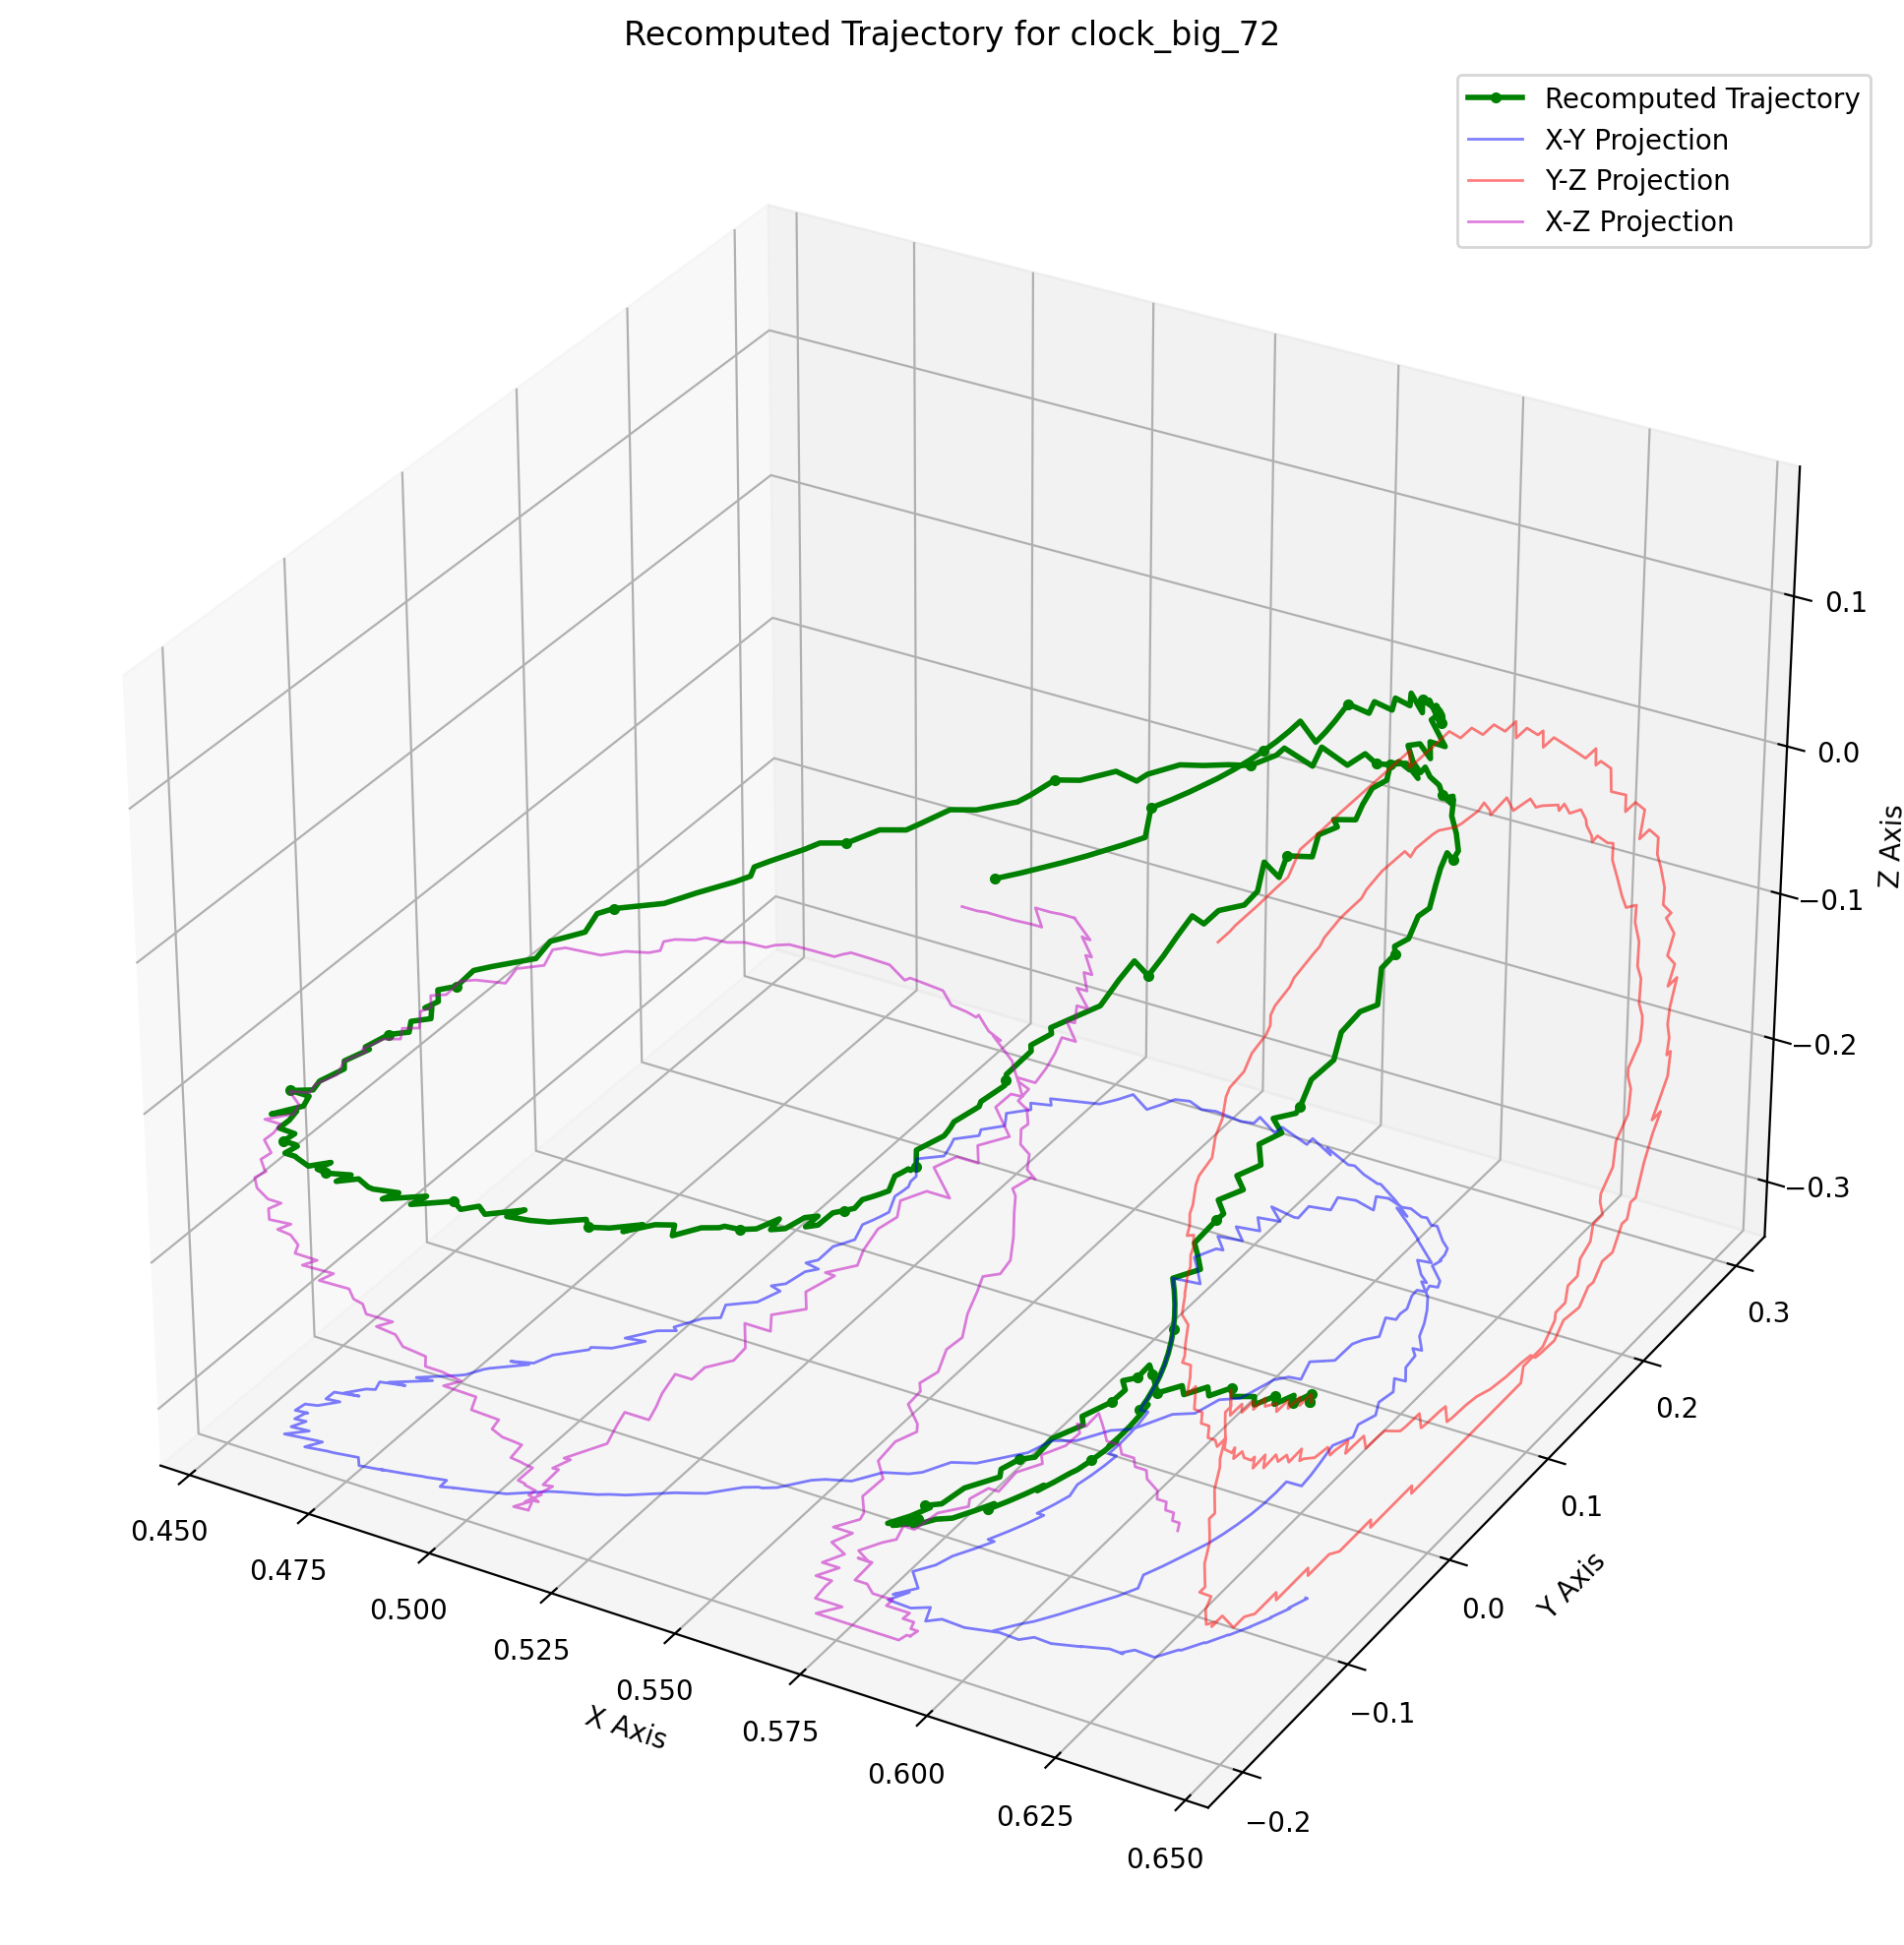 Recomputed Trajectory for clock_big_72
Recomputed Trajectory
X-Y Projection
Y-Z Projection
X-Z Projection
0.1
0.0
−0.1
−0.2
−0.3
Z Axis
0.3
0.2
0.1
0.0
−0.1
−0.2
Y Axis
0.450
0.475
0.500
0.525
0.550
0.575
0.600
0.625
0.650
X Axis